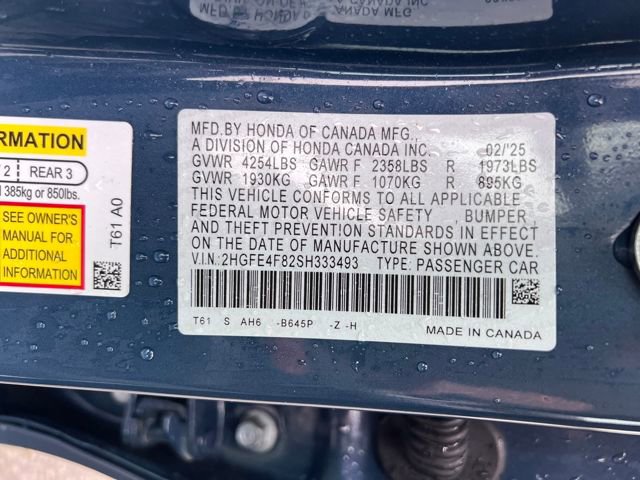 MFD.BY HONDA OF CANADA MFG.,
A DIVISION OF HONDA CANADA INC. 02/'25
GVWR 4254LBS GAWR F 2358LBS R 1973LBS
GVWR 1930KG GAWR F 1070KG R 895KG
THIS VEHICLE CONFORMS TO ALL APPLICABLE
FEDERAL MOTOR VEHICLE SAFETY , BUMPER ,
AND THEFT PREVENTION STANDARDS IN EFFECT
ON THE DATE OF MANUFACTURE SHOWN ABOVE.
V.I.N.:2HGFE4F82SH333493 TYPE: PASSENGER CAR
T61 S AH6 -B645P -Z -H
MADE IN CANADA
2 REAR 3
385kg or 850lbs.
SEE OWNER'S
MANUAL FOR
ADDITIONAL
INFORMATION
T61 A0